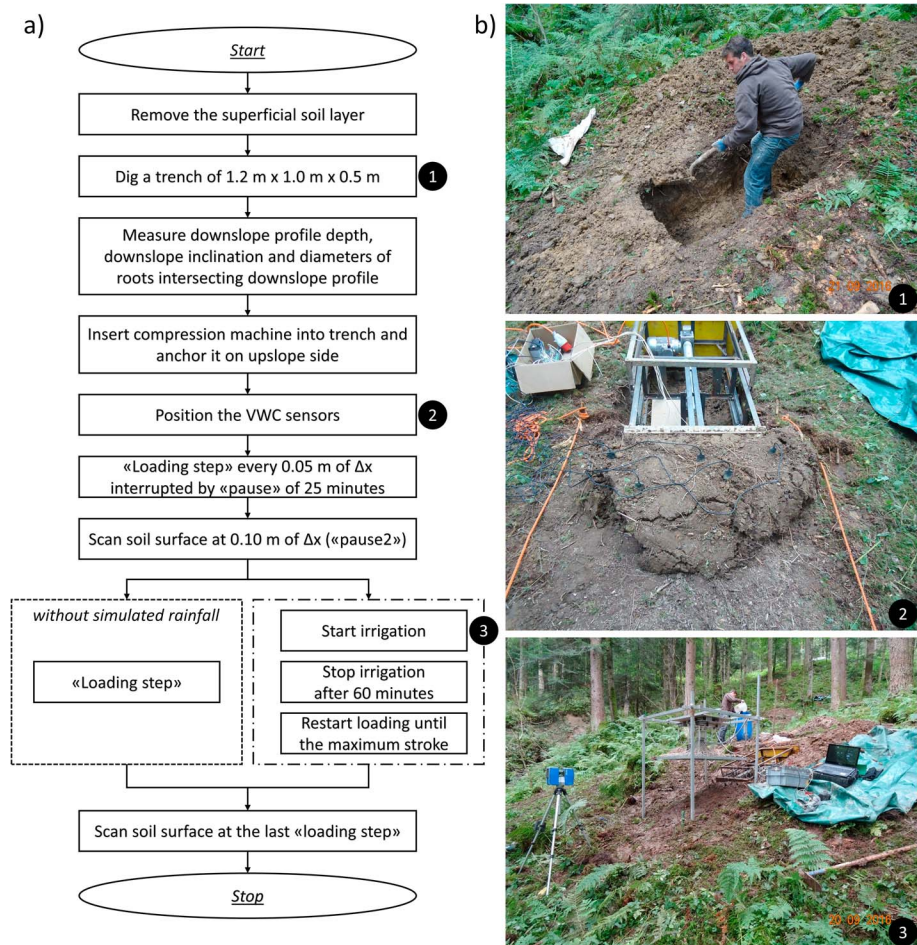 a)
Start
Remove the superficial soil layer
Dig a trench of 1.2 m x 1.0 m x 0.5 m
1
Measure downslope profile depth,
downslope inclination and diameters of
roots intersecting downslope profile
Insert compression machine into trench and
anchor it on upslope side
Position the VWC sensors
2
«Loading step» every 0.05 m of Δx
interrupted by «pause» of 25 minutes
Scan soil surface at 0.10 m of Δx («pause2»)
without simulated rainfall
«Loading step»
Start irrigation
3
Stop irrigation
after 60 minutes
Restart loading until
the maximum stroke
Scan soil surface at the last «loading step»
Stop
b)
1
2
20 09 2016
3